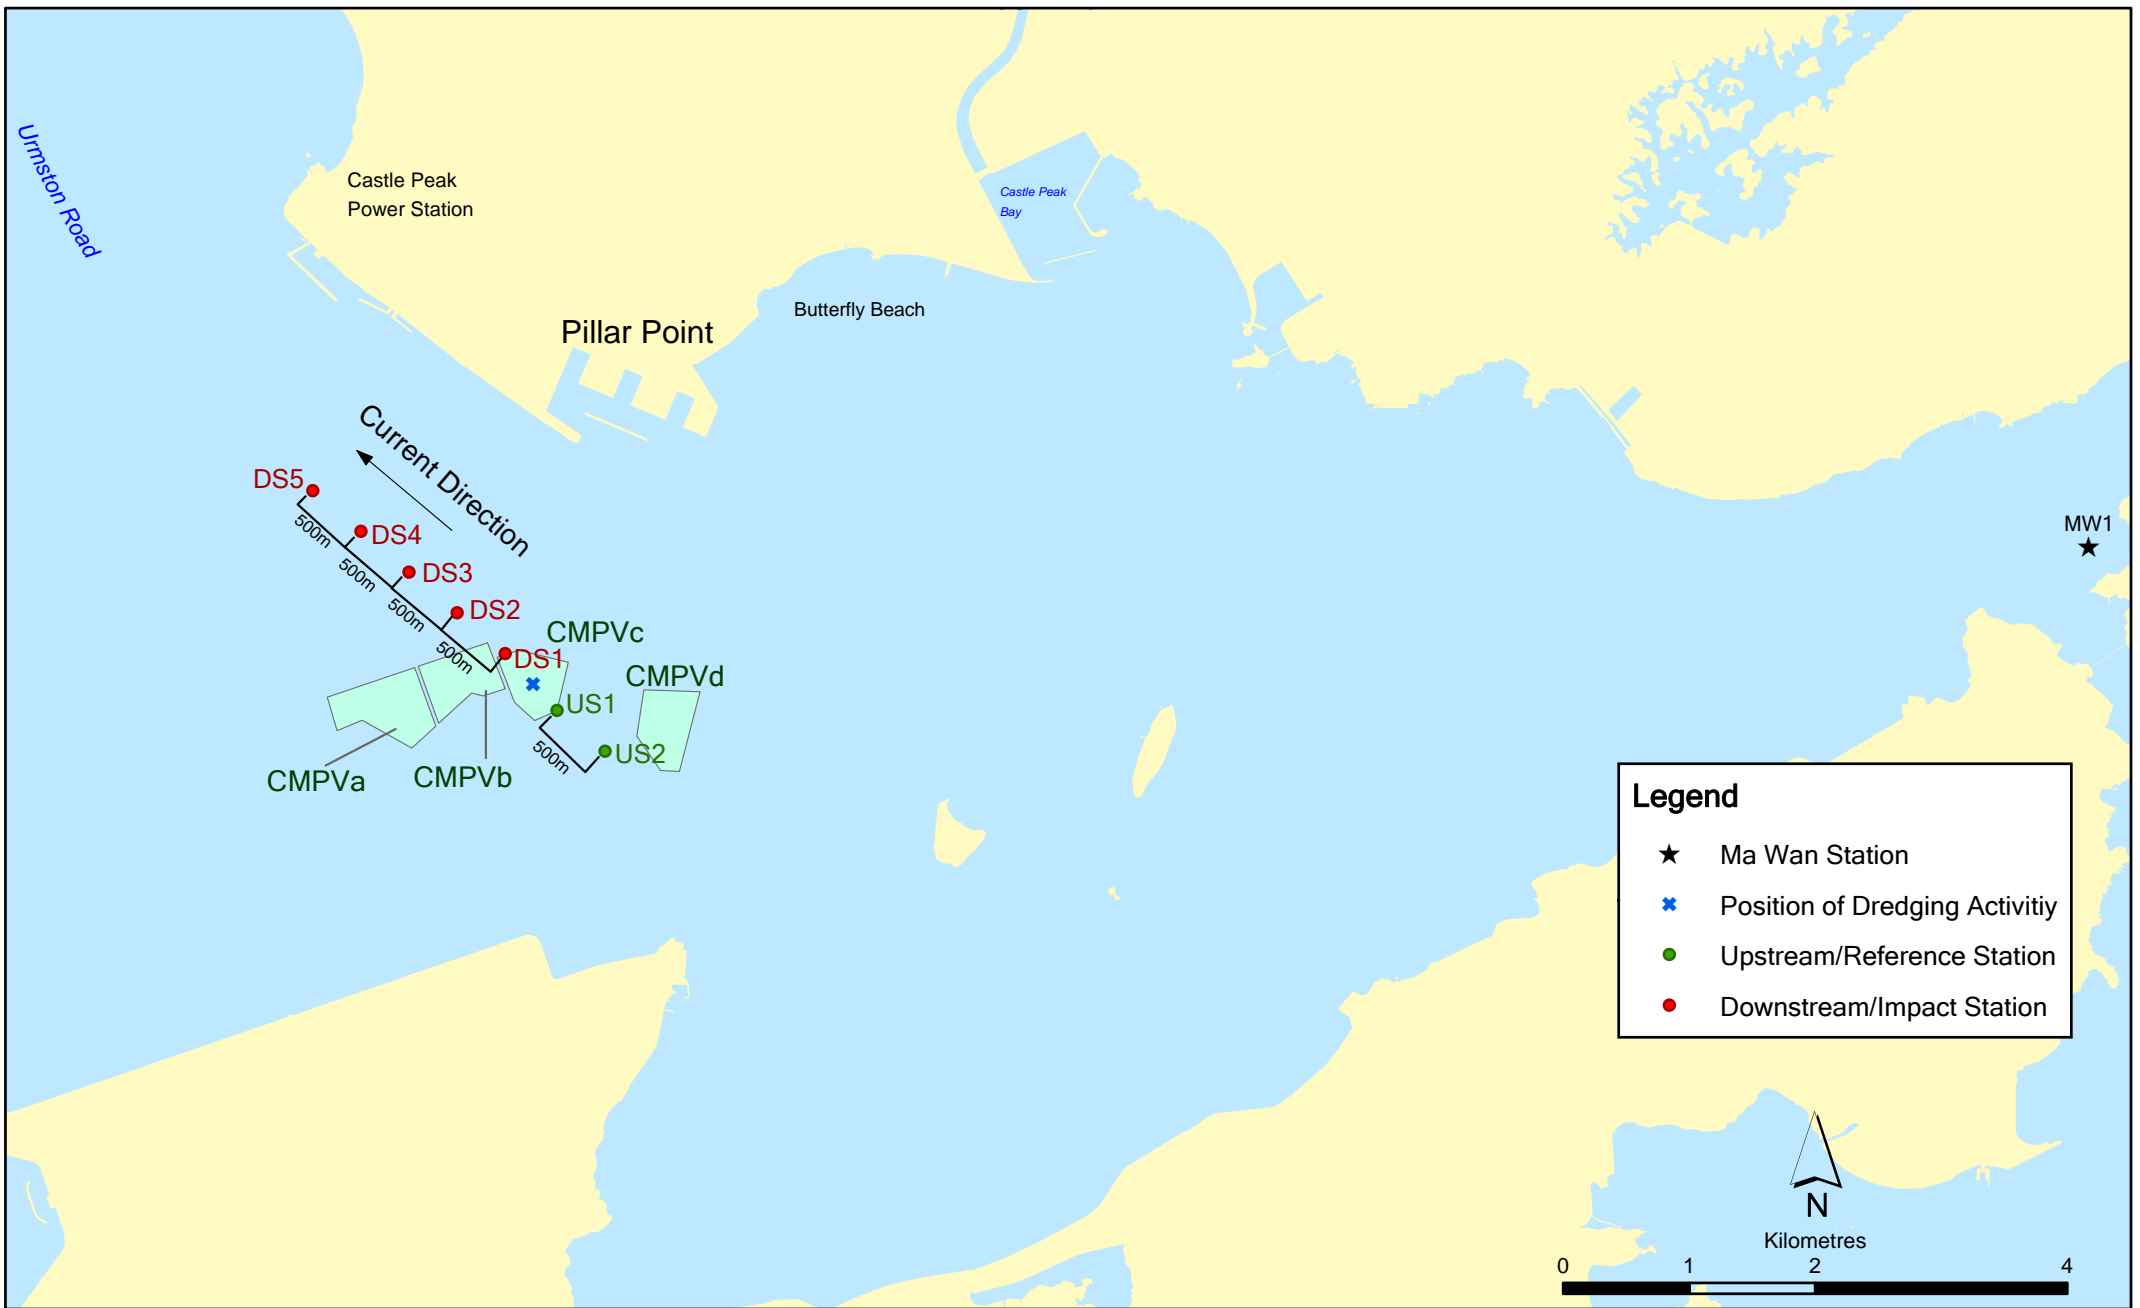 Urmston Road
Castle Peak
Power Station
Castle Peak
Bay
Butterfly Beach
Pillar Point
Current Direction
DS5
500m
DS4
500m
DS3
500m
DS2
500m
DS1
CMPVc
CMPVd
US1
US2
500m
CMPVa
CMPVb
MW1
Legend
Ma Wan Station
Position of Dredging Activitiy
Upstream/Reference Station
Downstream/Impact Station
N
Kilometres
0 1 2 4